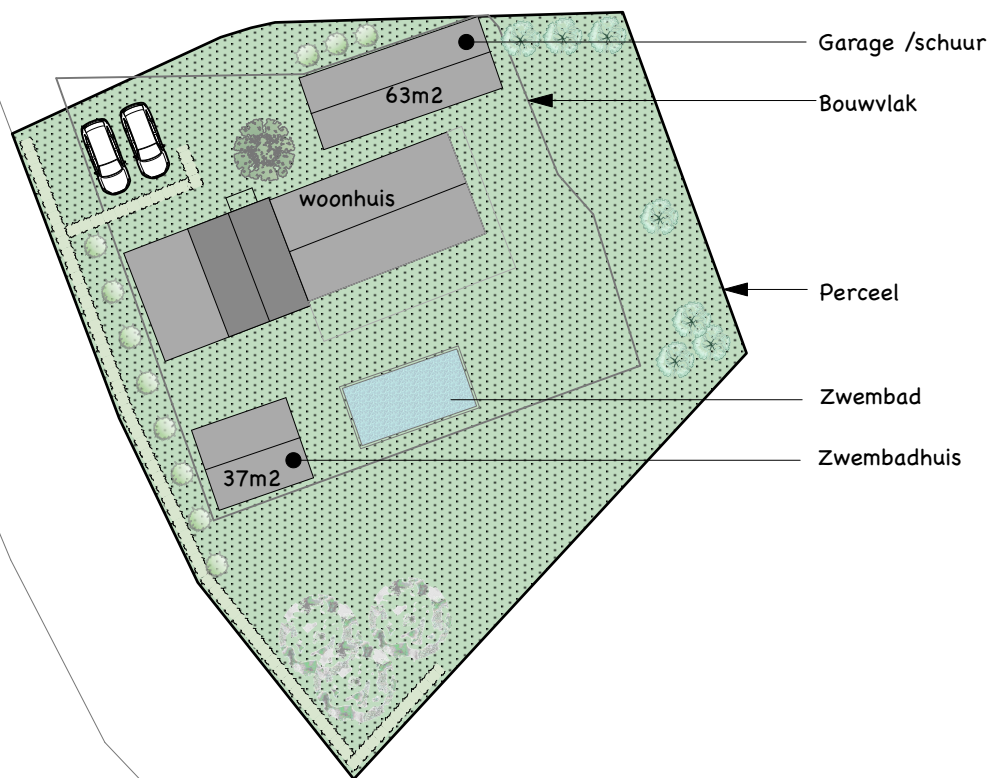 Garage /schuur
63m2
Bouwvlak
woonhuis
Perceel
Zwembad
Zwembadhuis
37m2